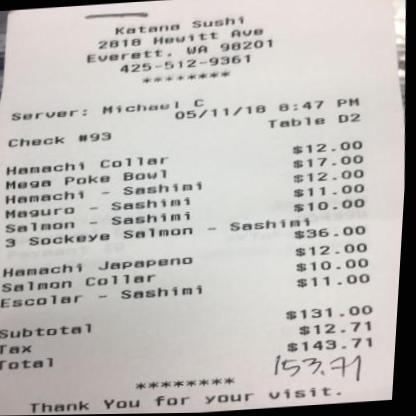 Katana Sushi
2818 Hewitt Ave
Everett, WA 98201
425-512-9361
********
Server: Michael C
05/11/18 8:47 PM
Check #93 Table D2
Hamachi Collar $12.00
Mega Poke Bowl $17.00
Hamachi - Sashimi $12.00
Maguro - Sashimi $11.00
Salmon - Sashimi $10.00
3 Sockeye Salmon - Sashimi $36.00
Hamachi Japapeno $12.00
Salmon Collar $10.00
Escolar - Sashimi $11.00
Subtotal $131.00
Tax $12.71
Total $143.71
153.71
********
Thank You for your visit.